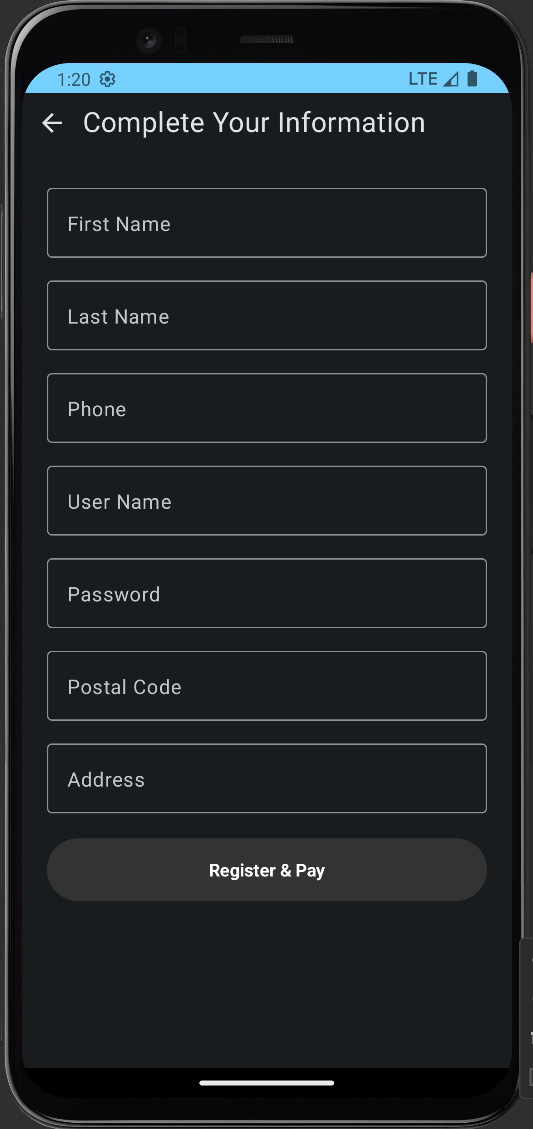 1:20 LTE
Complete Your Information
First Name
Last Name
Phone
User Name
Password
Postal Code
Address
Register & Pay